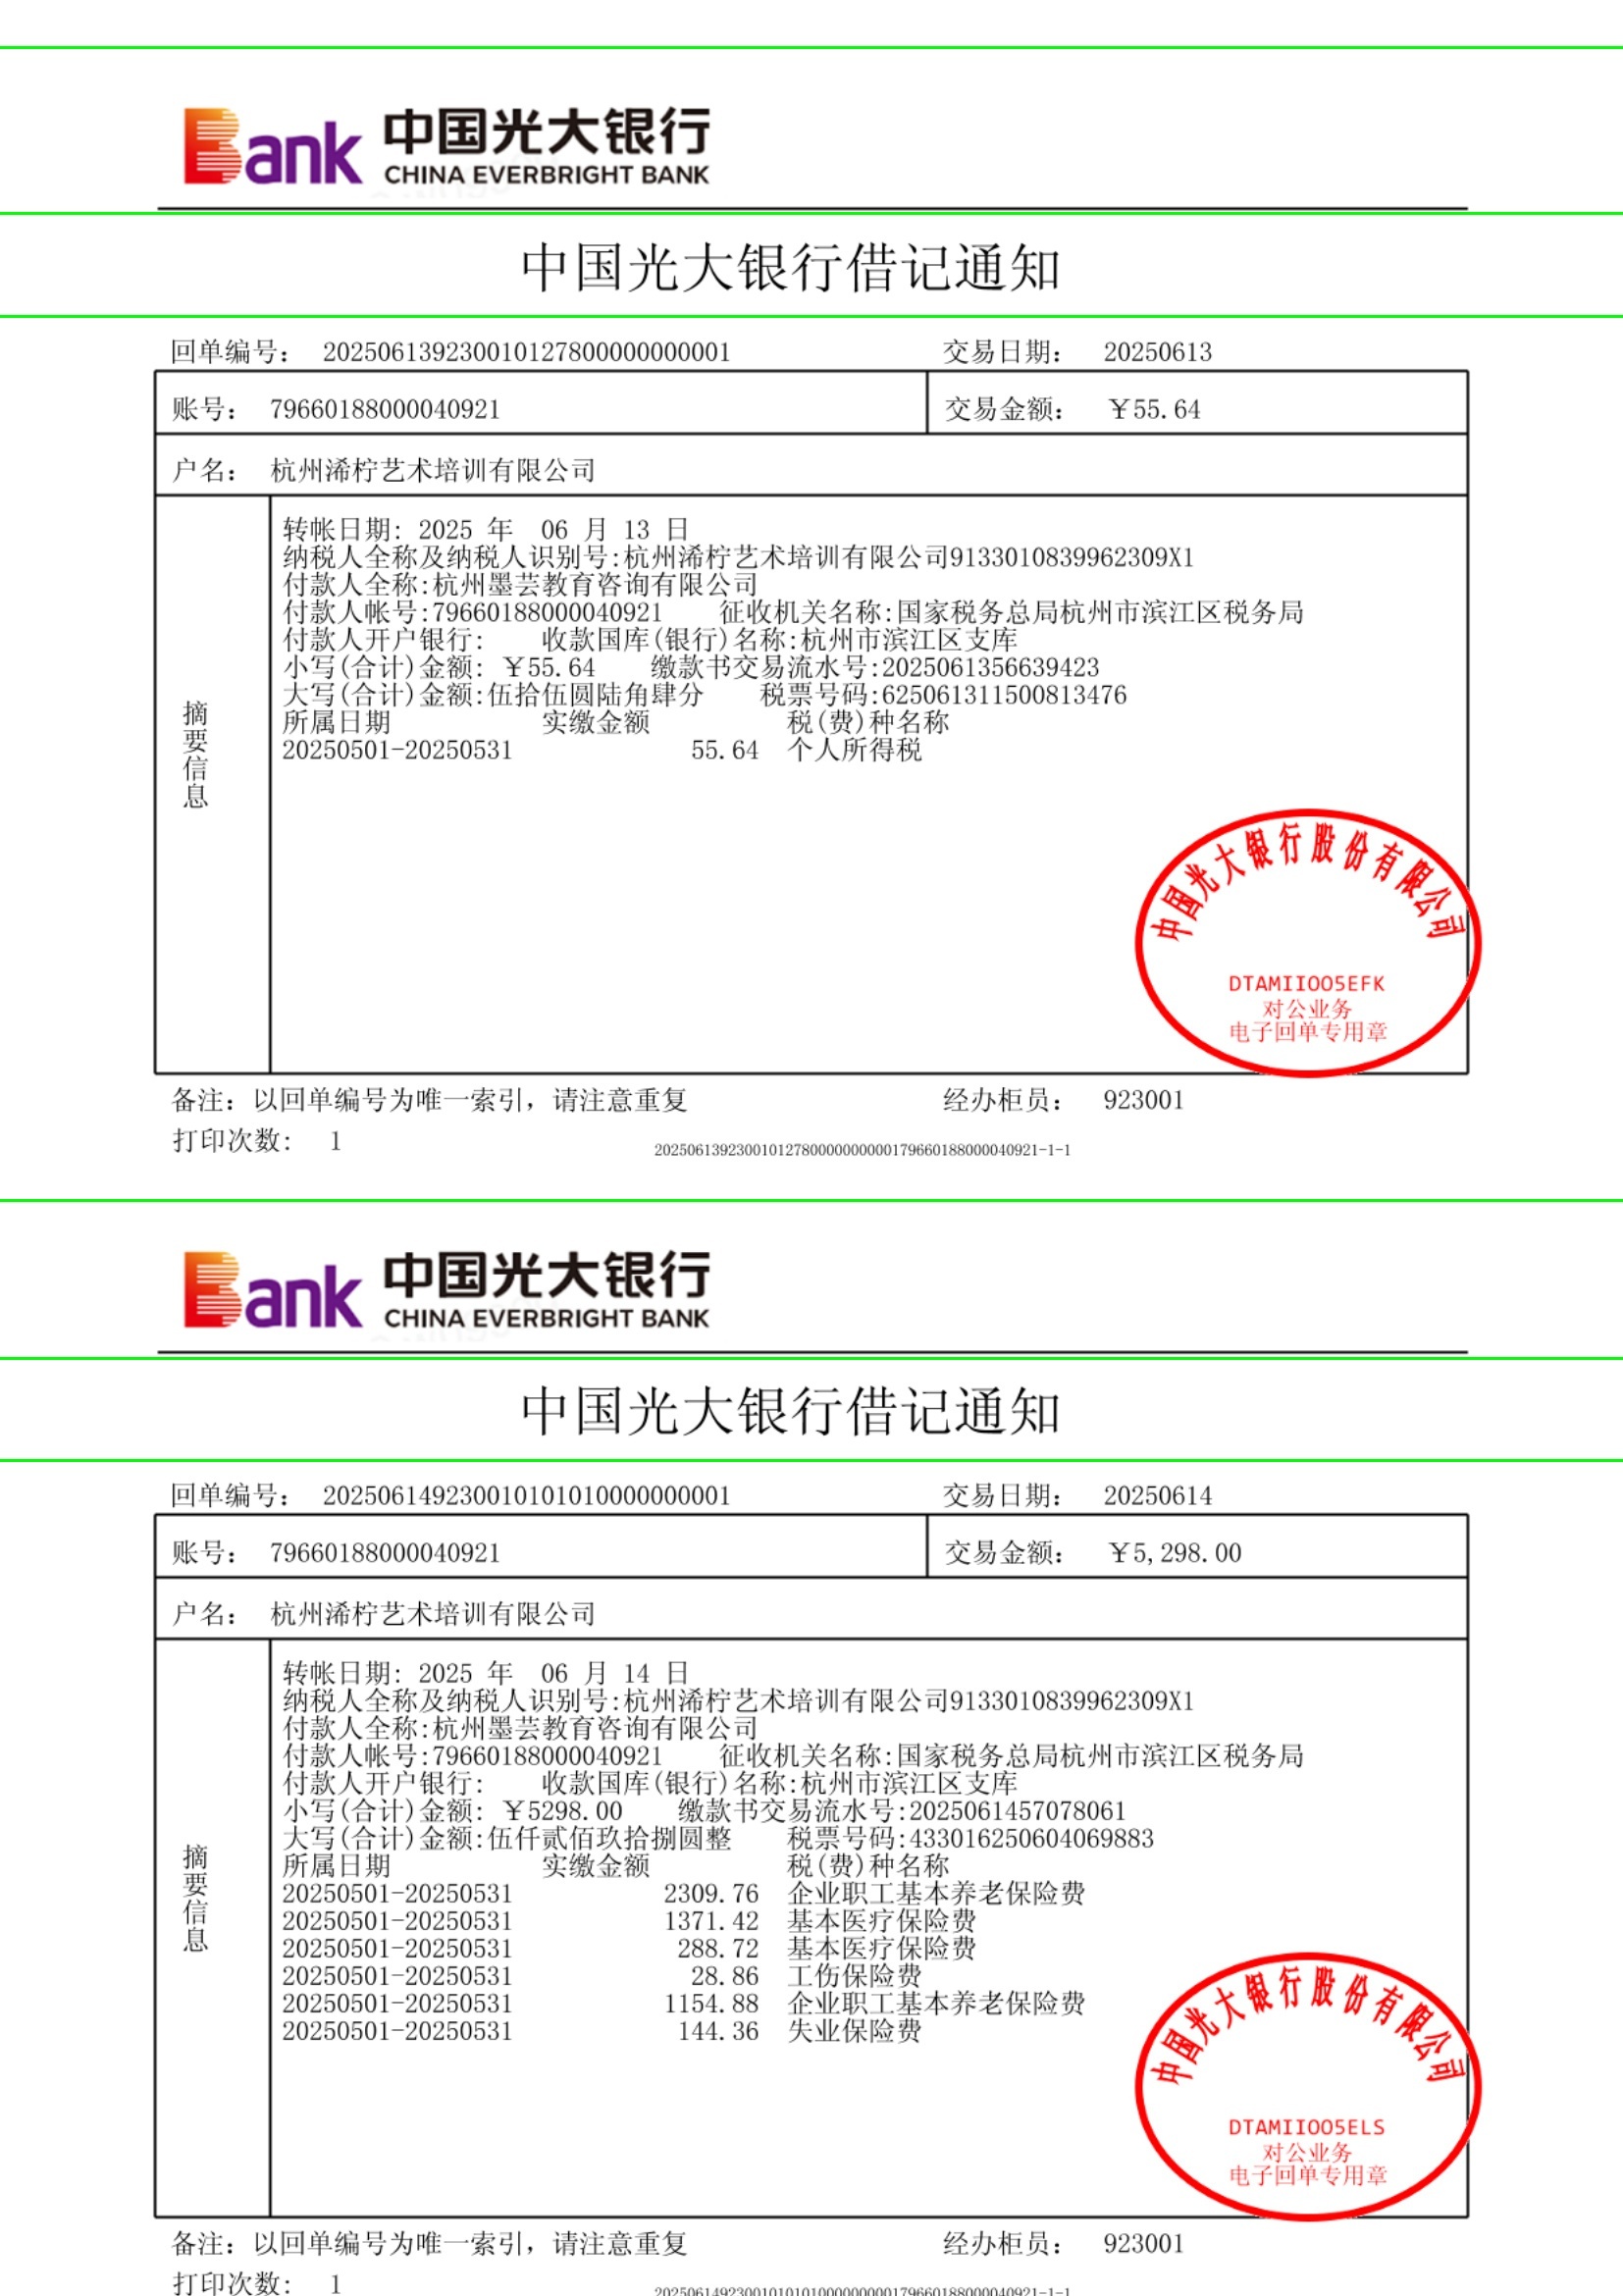 Bank 中国光大银行
CHINA EVERBRIGHT BANK
中国光大银行借记通知
回单编号： 20250613923001012780000000000​1 交易日期： 20250613
账号： 79660188000040921 交易金额： ￥55.64
户名： 杭州浠柠艺术培训有限公司
摘要信息
转帐日期: 2025 年 06 月 13 日
纳税人全称及纳税人识别号:杭州浠柠艺术培训有限公司9133010839962309X1
付款人全称:杭州墨芸教育咨询有限公司
付款人帐号:79660188000040921 征收机关名称:国家税务总局杭州市滨江区税务局
付款人开户银行: 收款国库(银行)名称:杭州市滨江区支库
小写(合计)金额: ￥55.64 缴款书交易流水号:2025061356639423
大写(合计)金额:伍拾伍圆陆角肆分 税票号码:625061311500813476
所属日期 实缴金额 税(费)种名称
20250501-20250531 55.64 个人所得税
中国光大银行股份有限公司
DTAMII005EFK
对公业务
电子回单专用章
备注：以回单编号为唯一索引，请注意重复 经办柜员： 923001
打印次数: 1
202506139230010127800000000000179660188000040921-1-1
Bank 中国光大银行
CHINA EVERBRIGHT BANK
中国光大银行借记通知
回单编号： 202506149230010101010000000001 交易日期： 20250614
账号： 79660188000040921 交易金额： ￥5,298.00
户名： 杭州浠柠艺术培训有限公司
摘要信息
转帐日期: 2025 年 06 月 14 日
纳税人全称及纳税人识别号:杭州浠柠艺术培训有限公司9133010839962309X1
付款人全称:杭州墨芸教育咨询有限公司
付款人帐号:79660188000040921 征收机关名称:国家税务总局杭州市滨江区税务局
付款人开户银行: 收款国库(银行)名称:杭州市滨江区支库
小写(合计)金额: ￥5298.00 缴款书交易流水号:2025061457078061
大写(合计)金额:伍仟贰佰玖拾捌圆整 税票号码:433016250604069883
所属日期 实缴金额 税(费)种名称
20250501-20250531 2309.76 企业职工基本养老保险费
20250501-20250531 1371.42 基本医疗保险费
20250501-20250531 288.72 基本医疗保险费
20250501-20250531 28.86 工伤保险费
20250501-20250531 1154.88 企业职工基本养老保险费
20250501-20250531 144.36 失业保险费
中国光大银行股份有限公司
DTAMII005ELS
对公业务
电子回单专用章
备注：以回单编号为唯一索引，请注意重复 经办柜员： 923001
打印次数: 1
20250614923001010101000000000179660188000040921-1-1